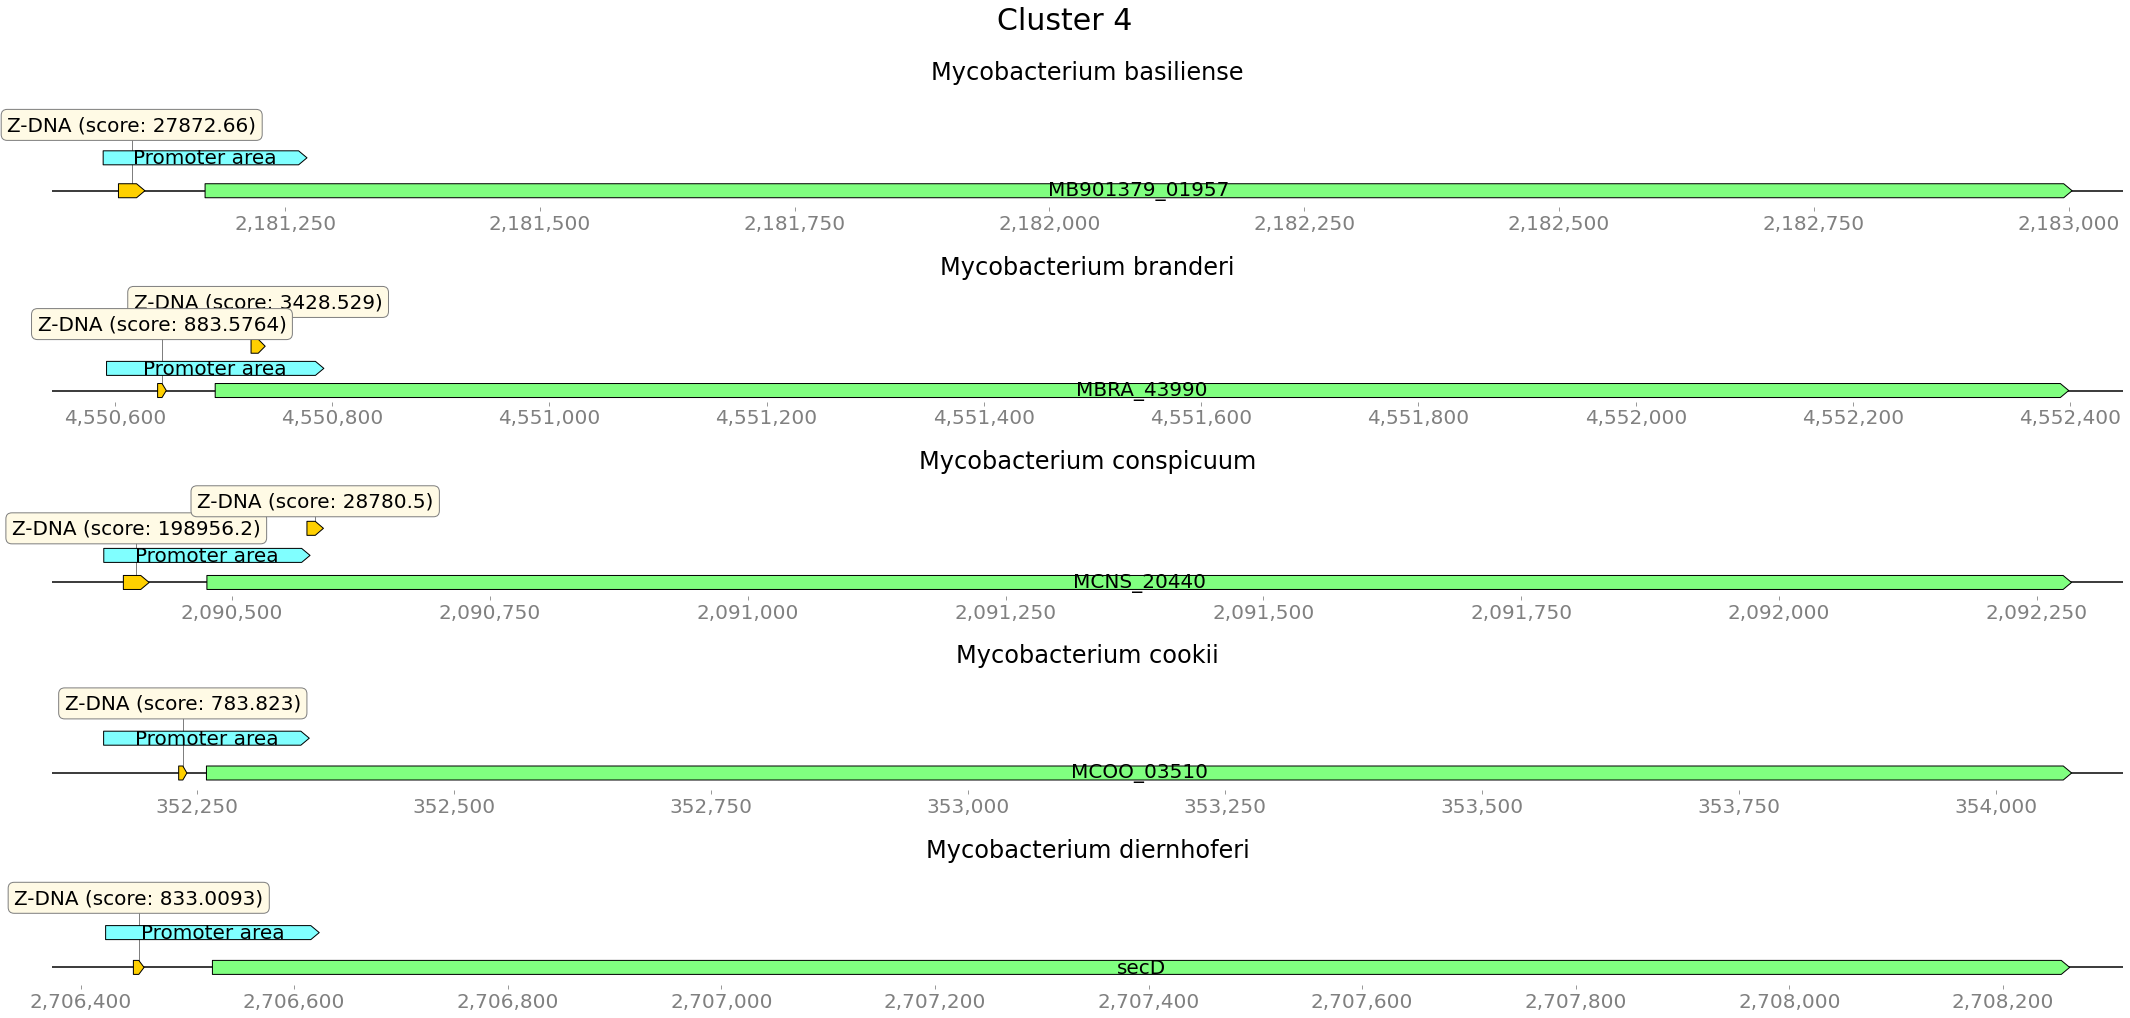 Cluster 4
Mycobacterium basiliense
Z-DNA (score: 27872.66)
Promoter area
MB901379_01957
2,181,250 2,181,500 2,181,750 2,182,000 2,182,250 2,182,500 2,182,750 2,183,000
Mycobacterium branderi
Z-DNA (score: 3428.529)
Z-DNA (score: 883.5764)
Promoter area
MBRA_43990
4,550,600 4,550,800 4,551,000 4,551,200 4,551,400 4,551,600 4,551,800 4,552,000 4,552,200 4,552,400
Mycobacterium conspicuum
Z-DNA (score: 28780.5)
Z-DNA (score: 198956.2)
Promoter area
MCNS_20440
2,090,500 2,090,750 2,091,000 2,091,250 2,091,500 2,091,750 2,092,000 2,092,250
Mycobacterium cookii
Z-DNA (score: 783.823)
Promoter area
MCOO_03510
352,250 352,500 352,750 353,000 353,250 353,500 353,750 354,000
Mycobacterium diernhoferi
Z-DNA (score: 833.0093)
Promoter area
secD
2,706,400 2,706,600 2,706,800 2,707,000 2,707,200 2,707,400 2,707,600 2,707,800 2,708,000 2,708,200